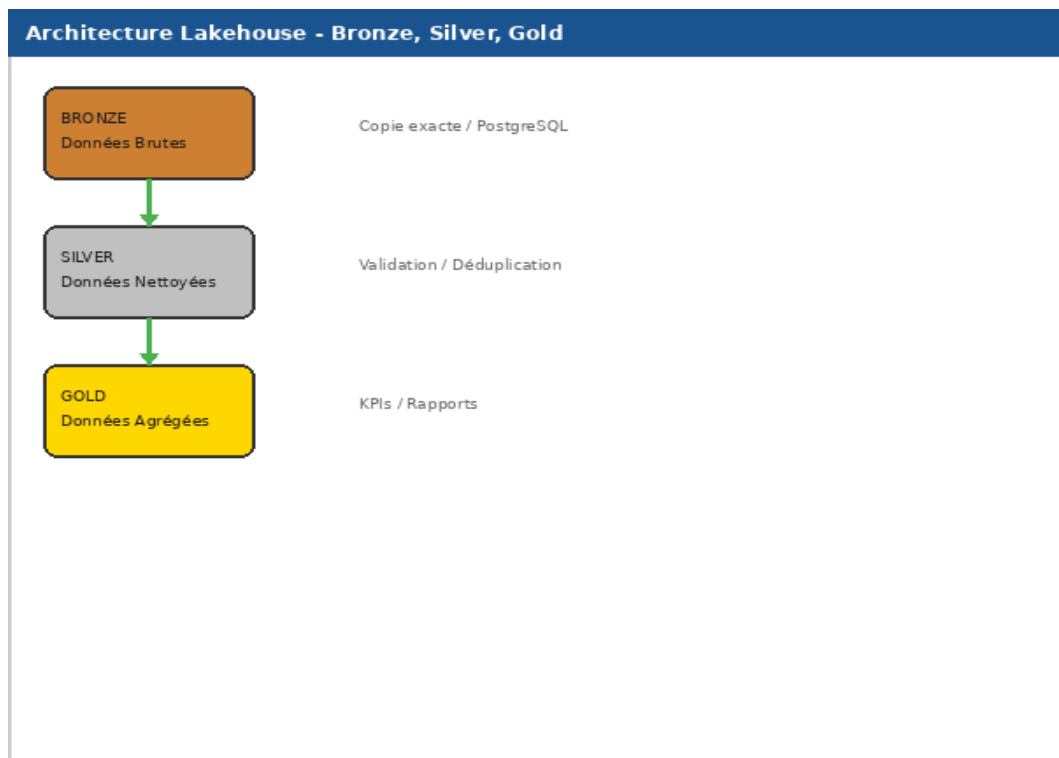 Architecture Lakehouse - Bronze, Silver, Gold
BRONZE
Données Brutes
Copie exacte / PostgreSQL
SILVER
Données Nettoyées
Validation / Déduplication
GOLD
Données Agrégées
KPIs / Rapports